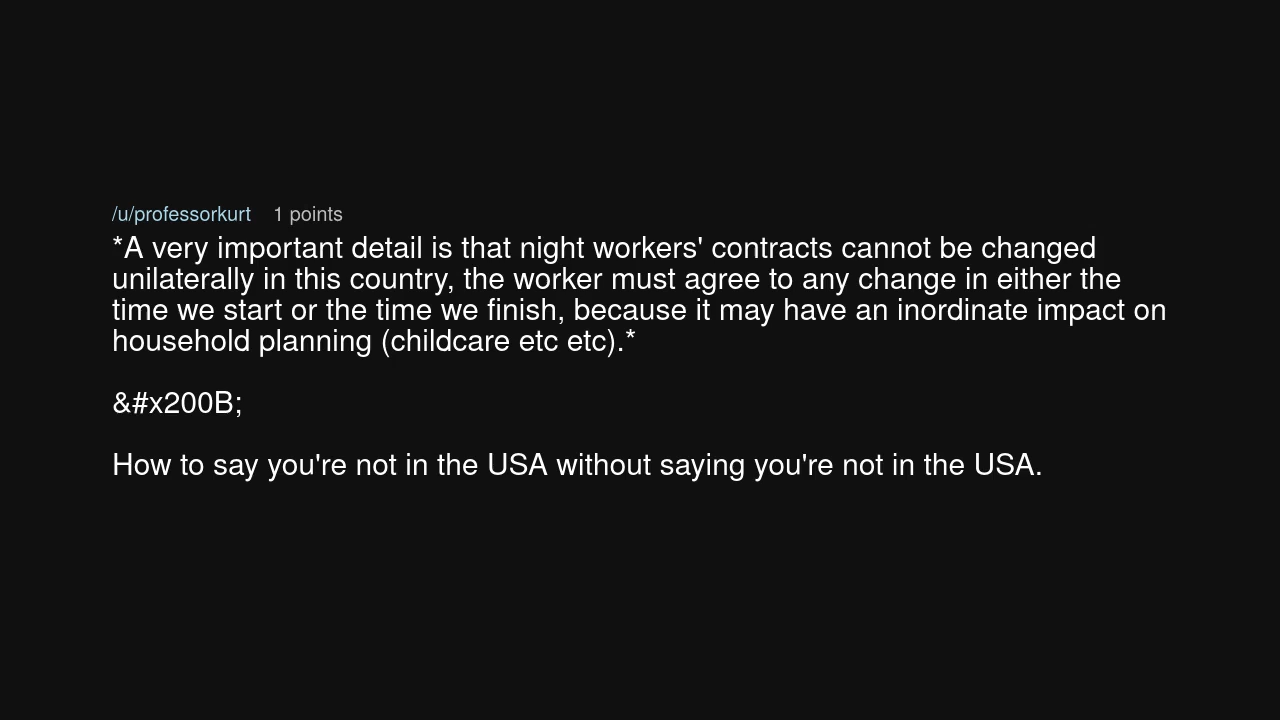 /u/professorkurt 1 points
*A very important detail is that night workers' contracts cannot be changed
unilaterally in this country, the worker must agree to any change in either the
time we start or the time we finish, because it may have an inordinate impact on
household planning (childcare etc etc).*
&#x200B;
How to say you're not in the USA without saying you're not in the USA.